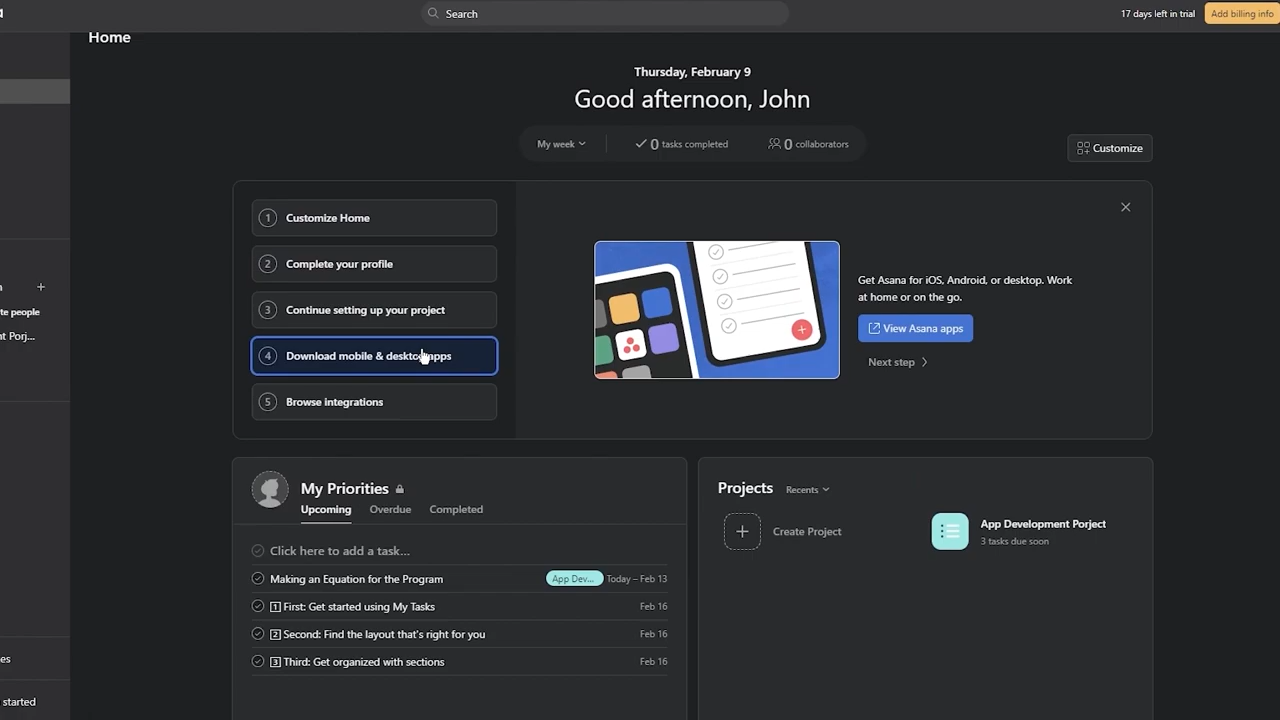 Search
17 days left in trial
Add billing info
Home
Thursday, February 9
Good afternoon, John
My week
0 tasks completed
0 collaborators
Customize
1 Customize Home
2 Complete your profile
3 Continue setting up your project
4 Download mobile & desktop apps
5 Browse integrations
Get Asana for iOS, Android, or desktop. Work
at home or on the go.
View Asana apps
Next step
te people
t Porj...
My Priorities
Upcoming
Overdue
Completed
Click here to add a task...
Making an Equation for the Program
App Dev...
Today – Feb 13
1 First: Get started using My Tasks
Feb 16
2 Second: Find the layout that's right for you
Feb 16
3 Third: Get organized with sections
Feb 16
Projects
Recents
Create Project
App Development Porject
3 tasks due soon
es
started